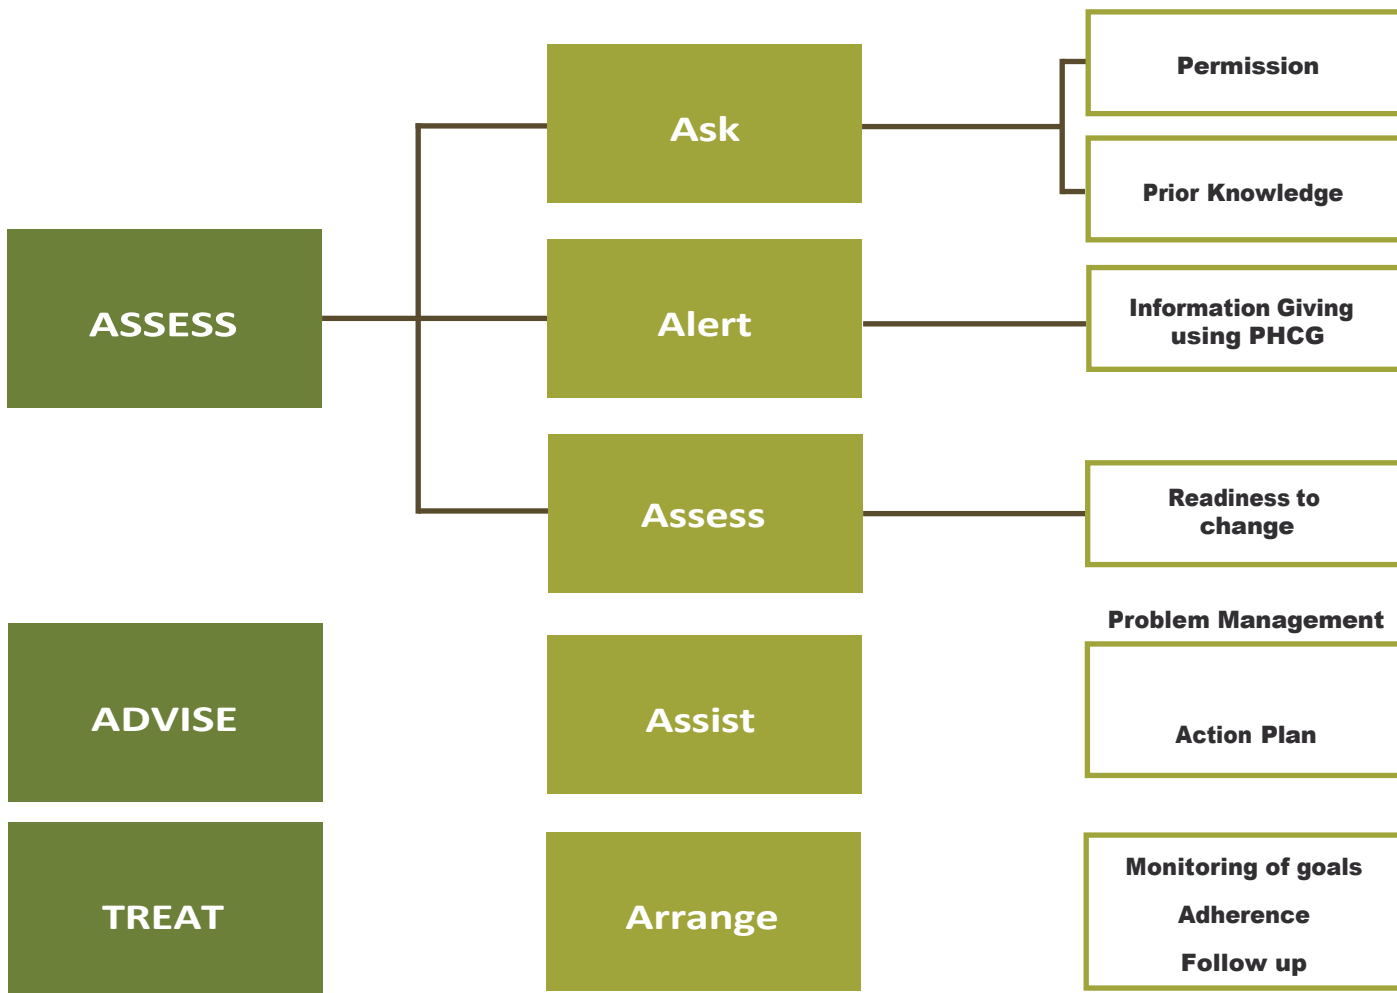 ASSESS
Ask
Permission
Prior Knowledge
Alert
Information Giving
using PHCG
Assess
Readiness to
change
ADVISE
Assist
Problem Management
Action Plan
TREAT
Arrange
Monitoring of goals
Adherence
Follow up